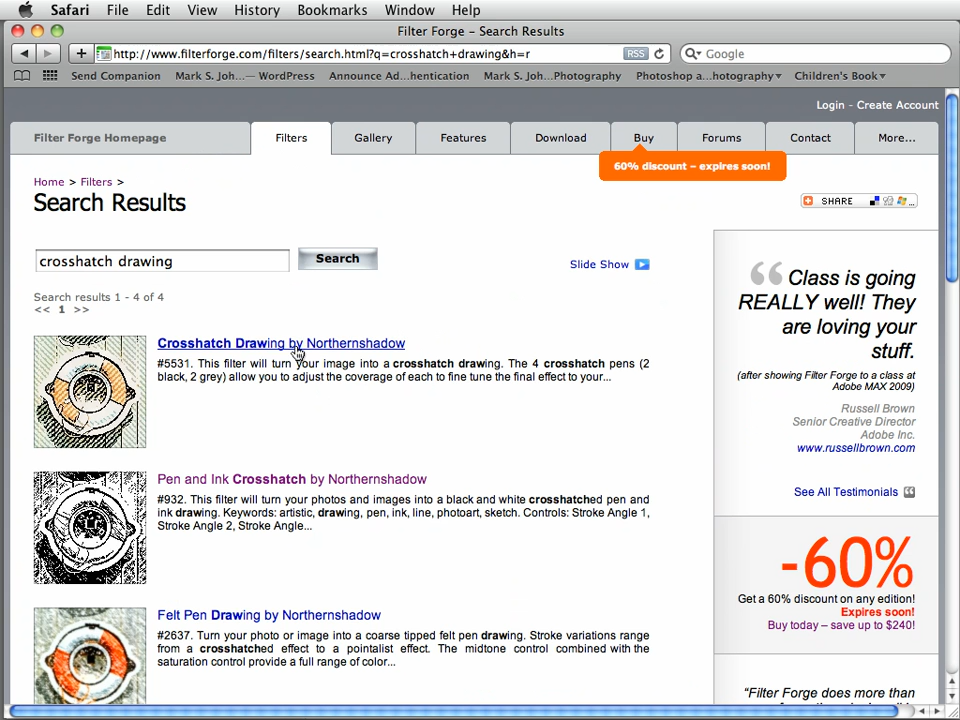 Safari File Edit View History Bookmarks Window Help
Filter Forge – Search Results
http://www.filterforge.com/filters/search.html?q=crosshatch+drawing&h=r RSS Google
Send Companion Mark S. Joh...— WordPress Announce Ad...hentication Mark S. Joh...Photography Photoshop a...hotography Children's Book
Login - Create Account
Filter Forge Homepage Filters Gallery Features Download Buy Forums Contact More...
60% discount – expires soon!
Home > Filters >
Search Results
SHARE ...
crosshatch drawing Search
Slide Show
Search results 1 - 4 of 4
<< 1 >>
Crosshatch Drawing by Northernshadow
#5531. This filter will turn your image into a crosshatch drawing. The 4 crosshatch pens (2
black, 2 grey) allow you to adjust the coverage of each to fine tune the final effect to your...
Pen and Ink Crosshatch by Northernshadow
#932. This filter will turn your photos and images into a black and white crosshatched pen and
ink drawing. Keywords: artistic, drawing, pen, ink, line, photoart, sketch. Controls: Stroke Angle 1,
Stroke Angle 2, Stroke Angle...
Felt Pen Drawing by Northernshadow
#2637. Turn your photo or image into a coarse tipped felt pen drawing. Stroke variations range
from a crosshatched effect to a pointalist effect. The midtone control combined with the
saturation control provide a full range of color...
“ Class is going
REALLY well! They
are loving your
stuff.
(after showing Filter Forge to a class at
Adobe MAX 2009)
Russell Brown
Senior Creative Director
Adobe Inc.
www.russellbrown.com
See All Testimonials “
-60%
Get a 60% discount on any edition!
Expires soon!
Buy today – save up to $240!
“Filter Forge does more than